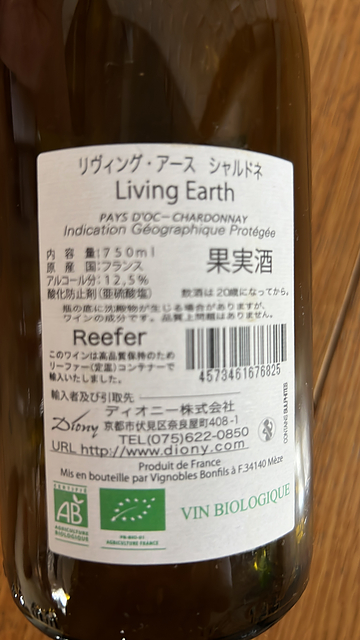 リヴィング・アース シャルドネ
Living Earth
PAYS D'OC－CHARDONNAY
Indication Géographique Protégée
内 容 量：750ml
原 産 国：フランス
アルコール分：12,5%
果実酒
酸化防止剤(亜硫酸塩)
飲酒は20歳になってから。
瓶の底に沈澱物が生じる場合がありますが、
ワインの成分です。品質上問題はありません。
Reefer
このワインは高品質保持のため
リーファー(定温)コンテナーで
輸入いたしました。
4573461676825
輸入者及び引取先
Diony
ディオニー株式会社
京都市伏見区奈良屋町408-1
TEL(075)622-0850
URL http://www.diony.com
CONTAINS SULPHITES
Produit de France
Mis en bouteille par Vignobles Bonfils à F.34140 Mèze
CERTIFIÉ
AB
AGRICULTURE
BIOLOGIQUE
AGRICULTURE FRANCE
VIN BIOLOGIQUE